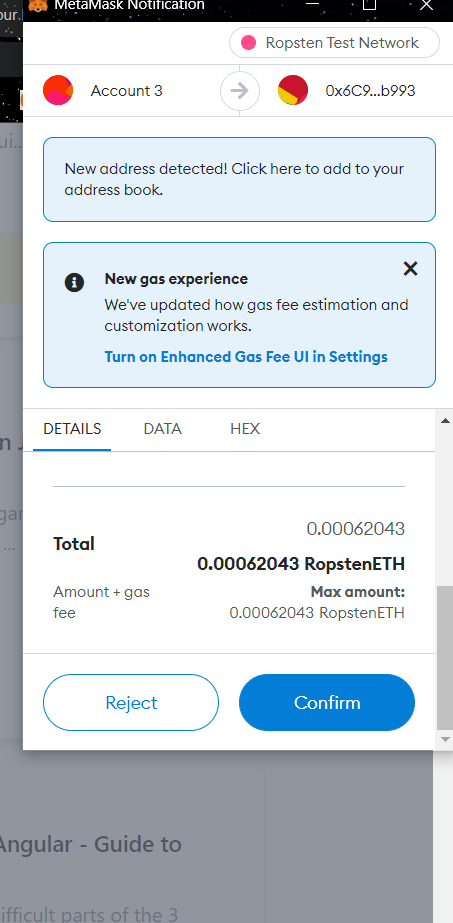 our.
MetaMask Notification
Ropsten Test Network
Account 3
0x6C9...b993
ui...
New address detected! Click here to add to your
address book.
New gas experience
We've updated how gas fee estimation and
customization works.
Turn on Enhanced Gas Fee UI in Settings
DETAILS
DATA
HEX
n J
gar
...
0.00062043
Total
0.00062043 RopstenETH
Amount + gas
fee
Max amount:
0.00062043 RopstenETH
Reject
Confirm
Angular - Guide to
ifficult parts of the 3